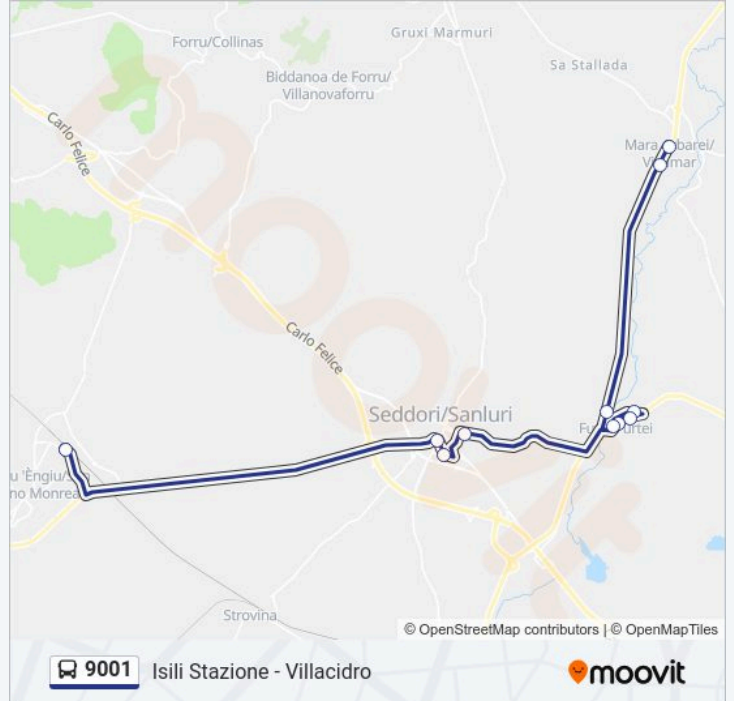 Forru/Collinas
Gruxi Marmuri
Sa Stallada
Biddanoa de Forru/
Villanovaforru
Carlo Felice
Carlo Felice
Seddori/Sanluri
Strovina
© OpenStreetMap contributors | © OpenMapTiles
9001 Isili Stazione - Villacidro
moovit